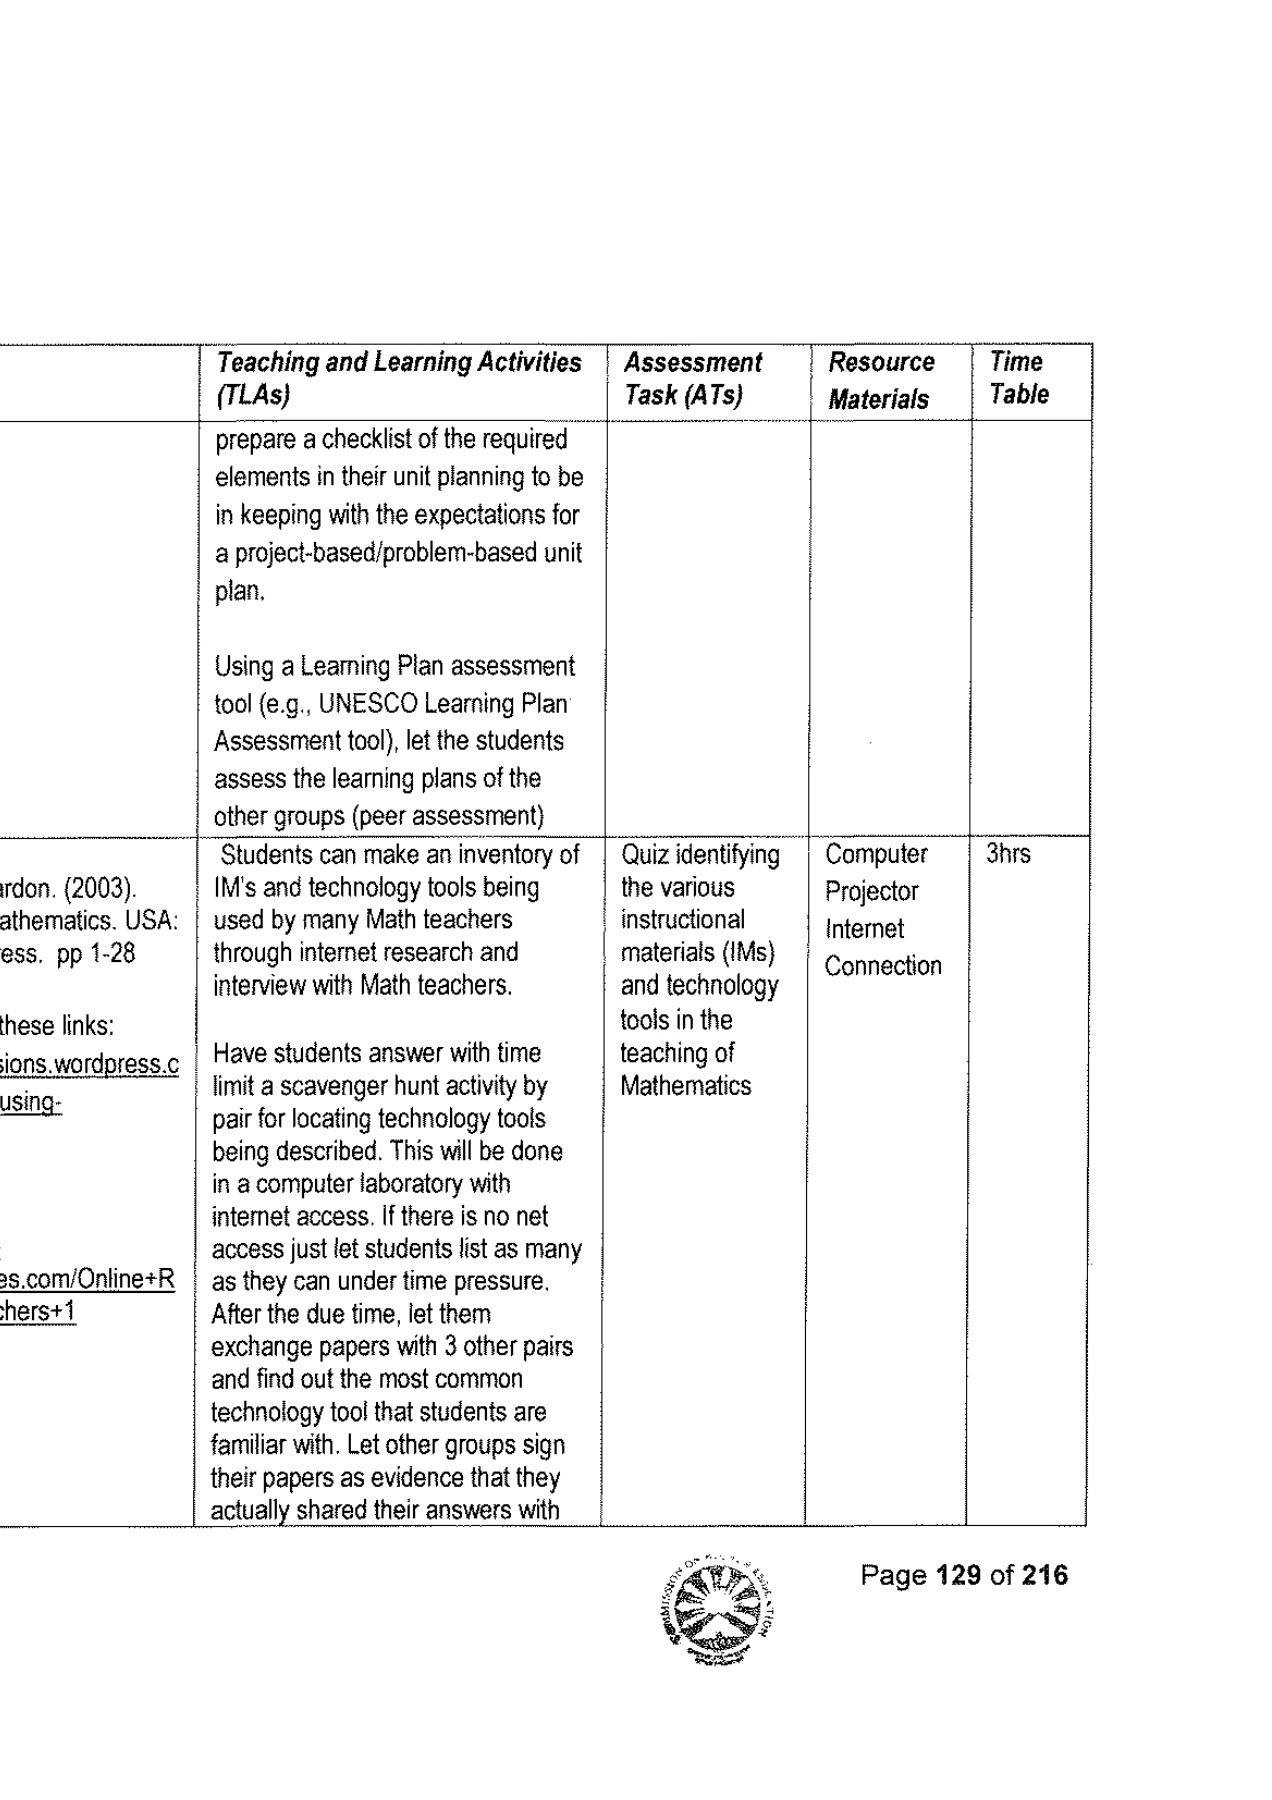 Teaching and Learning Activities
(TLAs)
Assessment
Task (ATs)
Resource
Materials
Time
Table
prepare a checklist of the required
elements in their unit planning to be
in keeping with the expectations for
a project-based/problem-based unit
plan.
Using a Learning Plan assessment
tool (e.g., UNESCO Learning Plan
Assessment tool), let the students
assess the learning plans of the
other groups (peer assessment)
ardon. (2003).
athematics. USA:
ess. pp 1-28
these links:
sions.wordpress.c
using-
es.com/Online+R
chers+1
Students can make an inventory of
IM's and technology tools being
used by many Math teachers
through internet research and
interview with Math teachers.
Have students answer with time
limit a scavenger hunt activity by
pair for locating technology tools
being described. This will be done
in a computer laboratory with
internet access. If there is no net
access just let students list as many
as they can under time pressure.
After the due time, let them
exchange papers with 3 other pairs
and find out the most common
technology tool that students are
familiar with. Let other groups sign
their papers as evidence that they
actually shared their answers with
Quiz identifying
the various
instructional
materials (IMs)
and technology
tools in the
teaching of
Mathematics
Computer
Projector
Internet
Connection
3hrs
Page 129 of 216